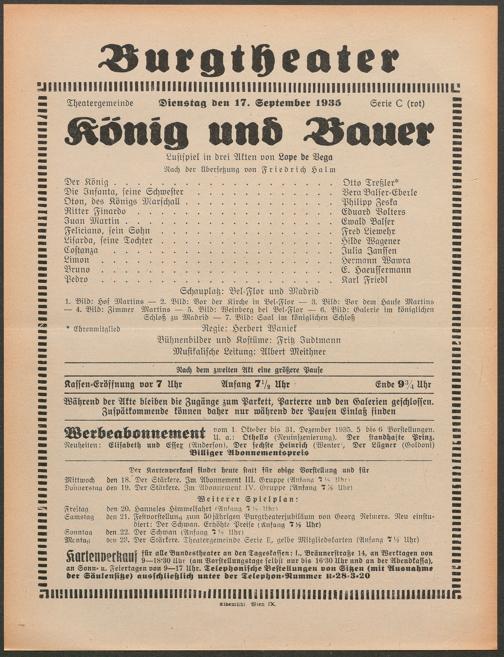 Burgtheater
Theatergemeinde Dienstag den 17. September 1935 Serie C (rot)
König und Bauer
Lustspiel in drei Akten von Lope de Vega
Nach der Übersetzung von Friedrich Halm
Der König . . . Otto Treßler*
Die Infanta, seine Schwester . . . Vera Balser-Eberle
Oton, des Königs Marschall . . . Philipp Zeska
Ritter Finardo . . . Eduard Volters
Juan Martin . . . Ewald Balser
Feliciano, sein Sohn . . . Fred Liewehr
Lisarda, seine Tochter . . . Hilde Wagener
Costanza . . . Julia Janssen
Limon . . . Hermann Wawra
Bruno . . . E. Haeussermann
Pedro . . . Karl Friedl
Schauplatz: Bel-Flor und Madrid
1. Bild: Hof Martins — 2. Bild: Vor der Kirche in Bel-Flor — 3. Bild: Vor dem Hause Martins
— 4. Bild: Zimmer Martins — 5. Bild: Weinberg bei Bel-Flor — 6. Bild: Galerie im königlichen
Schloß zu Madrid — 7. Bild: Saal im königlichen Schloß
* Ehrenmitglied Regie: Herbert Waniek
Bühnenbilder und Kostüme: Fritz Judtmann
Musikalische Leitung: Albert Meithner
Nach dem zweiten Akt eine größere Pause
Kassen-Eröffnung vor 7 Uhr Anfang 7½ Uhr Ende 9¾ Uhr
Während der Akte bleiben die Zugänge zum Parkett, Parterre und den Galerien geschlossen.
Zuspätkommende können daher nur während der Pausen Einlaß finden
Werbeabonnement vom 1. Oktober bis 31. Dezember 1935. 5 bis 6 Vorstellungen.
U. a.: Othello (Neuinszenierung). Der standhafte Prinz.
Neuheiten: Elisabeth und Essex (Anderson). Der sechste Heinrich (Wenter). Der Lügner (Goldoni)
Billiger Abonnementspreis
Der Kartenverkauf findet heute statt für obige Vorstellung und für
Mittwoch den 18. Der Stärkere. Im Abonnement III. Gruppe (Anfang 7½ Uhr)
Donnerstag den 19. Der Stärkere. Im Abonnement IV. Gruppe (Anfang 7½ Uhr)
Weiterer Spielplan:
Freitag den 20. Hanneles Himmelfahrt (Anfang 7½ Uhr)
Samstag den 21. Festvorstellung zum 50jährigen Burgtheaterjubiläum von Georg Reimers. Neu einstudiert:
Der Schwan. Erhöhte Preise (Anfang 7½ Uhr)
Sonntag den 22. Der Schwan (Anfang 7½ Uhr)
Montag den 23. Der Stärkere. Theatergemeinde Serie E, gelbe Mitgliedskarten (Anfang 7½ Uhr)
Kartenverkauf für alle Bundestheater an den Tageskassen: I., Bräunerstraße 14, an Werktagen von
9—18:30 Uhr (am Vorstellungstage selbst nur bis 16:30 Uhr und an der Abendkassa),
an Sonn- u. Feiertagen von 9—17 Uhr. Telephonische Bestellungen von Sitzen (mit Ausnahme
der Säulensitze) ausschließlich unter der Telephon-Nummer R-28-3-20
Elbemühl Wien IX.